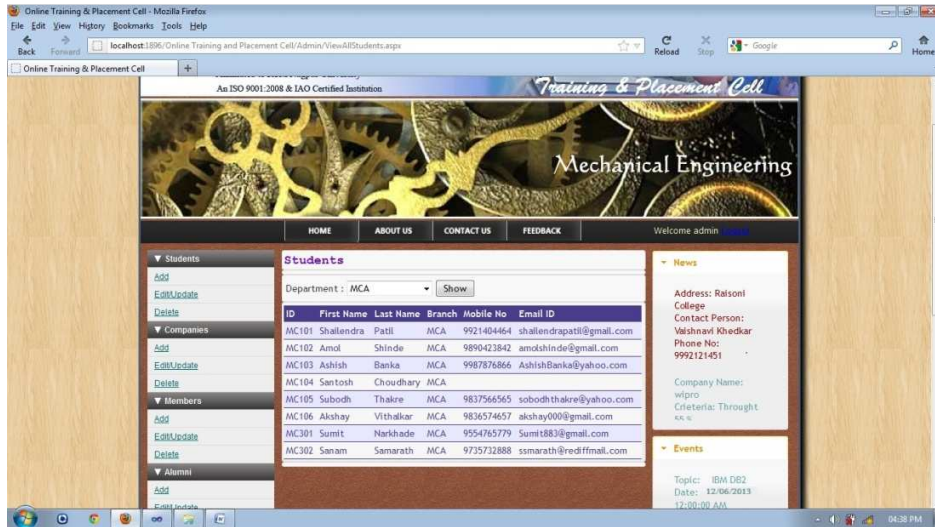 Online Training & Placement Cell - Mozilla Firefox
File Edit View History Bookmarks Tools Help
Back Forward localhost:1896/Online Training and Placement Cell/Admin/ViewAllStudents.aspx Reload Stop Google Home
Online Training & Placement Cell
An ISO 9001:2008 & IAO Certified Institution
Training & Placement Cell
Mechanical Engineering
HOME ABOUT US CONTACT US FEEDBACK Welcome admin
Students
Add
Edit/Update
Delete
Companies
Add
Edit/Update
Delete
Members
Add
Edit/Update
Delete
Alumni
Add
Edit/Update
Students
Department : MCA Show
ID First Name Last Name Branch Mobile No Email ID
MC101 Shailendra Patil MCA 9921404464 shailendrapatil@gmail.com
MC102 Amol Shinde MCA 9890423842 amolshinde@gmail.com
MC103 Ashish Banka MCA 9987876866 AshishBanka@yahoo.com
MC104 Santosh Choudhary MCA
MC105 Subodh Thakre MCA 9837566565 sobodhthakre@yahoo.com
MC106 Akshay Vithalkar MCA 9836574657 akshay000@gmail.com
MC301 Sumit Narkhade MCA 9554765779 Sumit883@gmail.com
MC302 Sanam Samarath MCA 9735732888 ssmarath@rediffmail.com
News
Address: Raisoni
College
Contact Person:
Vaishnavi Khedkar
Phone No:
9992121451
Company Name:
wipro
Crieteria: Throught
Events
Topic: IBM DB2
Date: 12/06/2013
12:00:00 AM
04:38 PM